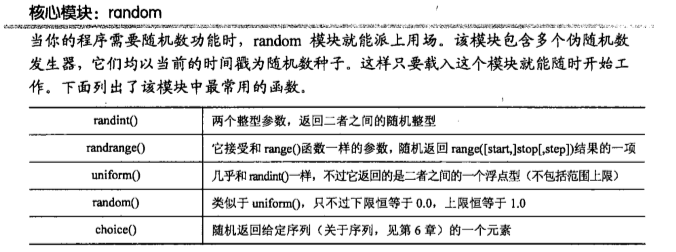 核心模块：random
当你的程序需要随机数功能时，random 模块就能派上用场。该模块包含多个伪随机数
发生器，它们均以当前的时间戳为随机数种子。这样只要载入这个模块就能随时开始工
作。下面列出了该模块中最常用的函数。
randint() 两个整型参数，返回二者之间的随机整型
randrange() 它接受和 range()函数一样的参数，随机返回 range([start,]stop[,step])结果的一项
uniform() 几乎和 randint()一样，不过它返回的是二者之间的一个浮点型（不包括范围上限）
random() 类似于 uniform()，只不过下限恒等于 0.0，上限恒等于 1.0
choice() 随机返回给定序列（关于序列，见第 6 章）的一个元素